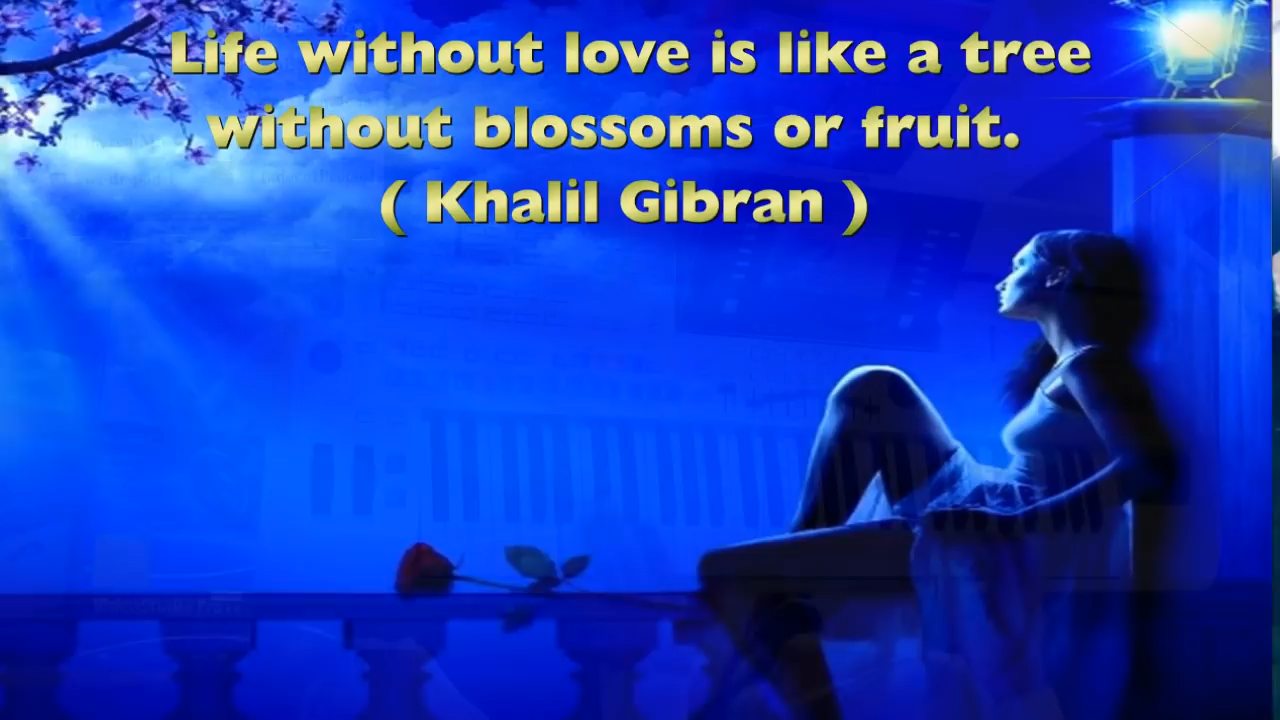 Life without love is like a tree
without blossoms or fruit.
( Khalil Gibran )